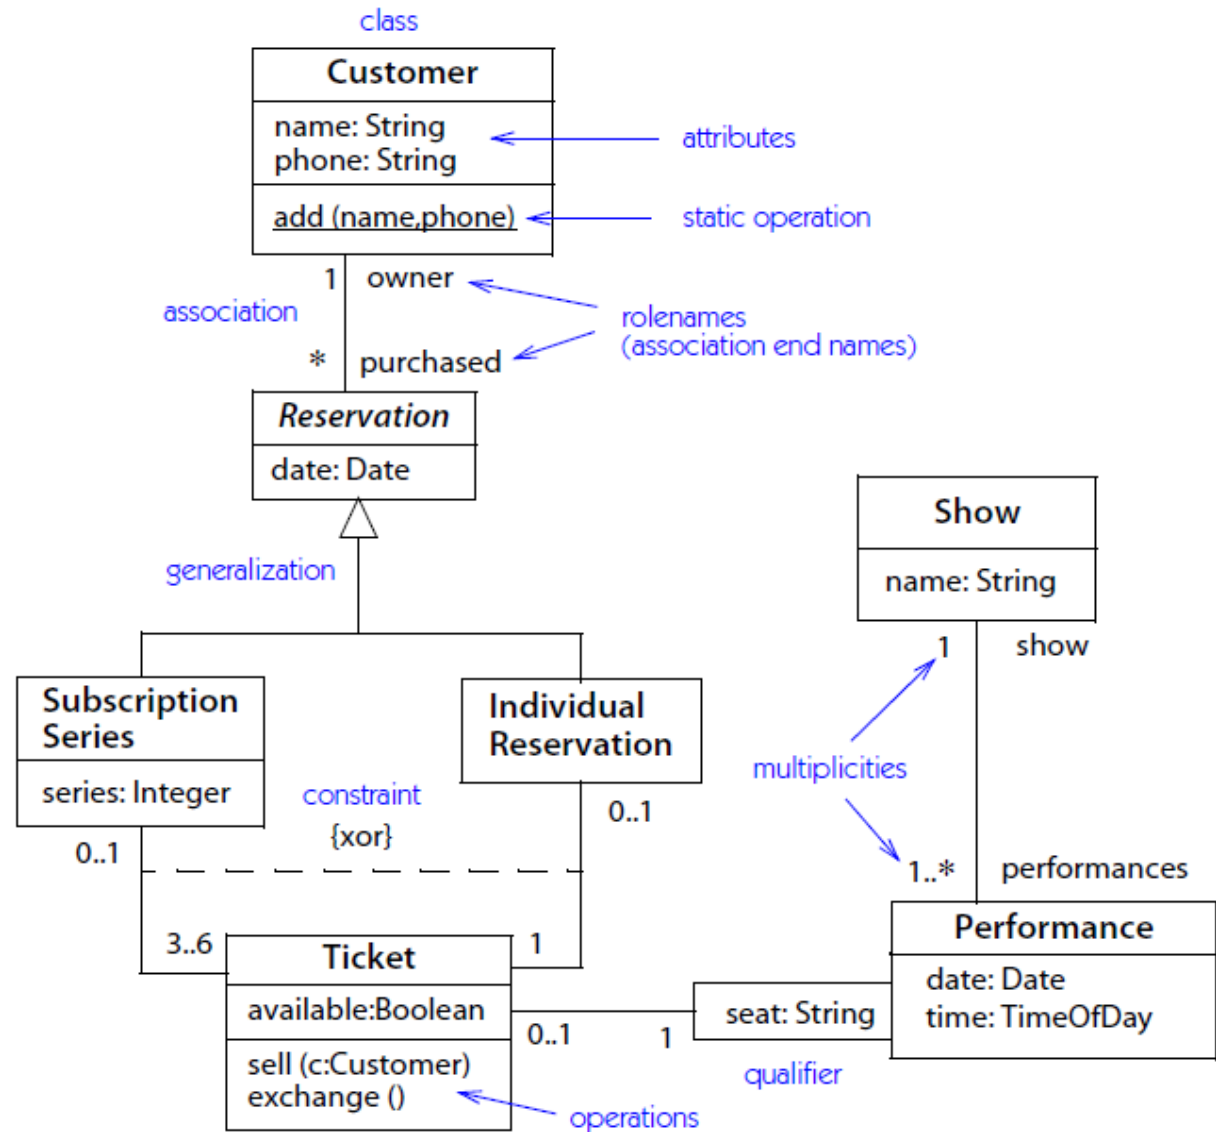 class
Customer
name: String
phone: String
attributes
add (name,phone)
static operation
1 owner
association
rolenames
(association end names)
* purchased
Reservation
date: Date
generalization
Show
name: String
1 show
Subscription
Series
series: Integer
Individual
Reservation
multiplicities
constraint
{xor}
0..1
0..1
1..* performances
Performance
date: Date
time: TimeOfDay
3..6
1
Ticket
available:Boolean
sell (c:Customer)
exchange ()
operations
0..1
1
seat: String
qualifier